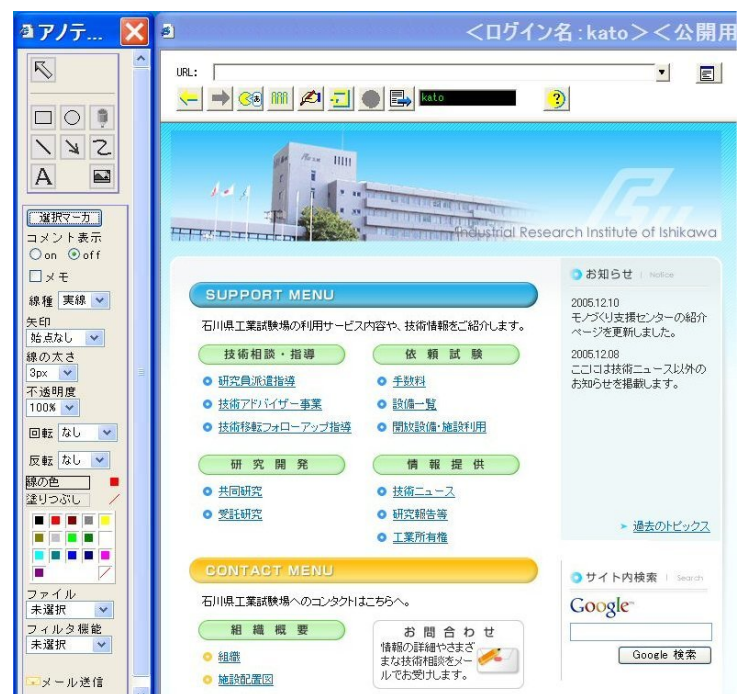 アノテ...
<ログイン名:kato><公開用
URL:
kato
A
選択マーカ
コメント表示
on off
メモ
線種 実線
矢印
始点なし
線の太さ
3px
不透明度
100%
回転 なし
反転 なし
線の色
塗りつぶし
ファイル
未選択
フィルタ機能
未選択
メール送信
Industrial Research Institute of Ishikawa
SUPPORT MENU
石川県工業試験場の利用サービス内容や、技術情報をご紹介します。
技術相談・指導
研究員派遣指導
技術アドバイザー事業
技術移転フォローアップ指導
依頼試験
手数料
設備一覧
開放設備・施設利用
研究開発
共同研究
受託研究
情報提供
技術ニュース
研究報告等
工業所有権
CONTACT MENU
石川県工業試験場へのコンタクトはこちらへ。
組織概要
組織
施設配置図
お問合わせ
情報の詳細やさまざ
まな技術相談をメー
ルでお受けします。
お知らせ Notice
2005.12.10
モノづくり支援センターの紹介
ページを更新しました。
2005.12.08
ここには技術ニュース以外の
お知らせを掲載します。
過去のトピックス
サイト内検索 Search
Google
Google 検索